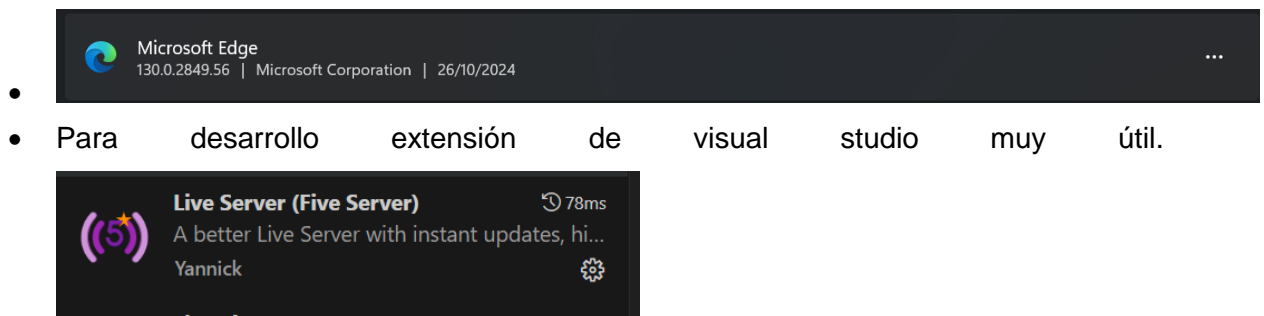 Microsoft Edge
130.0.2849.56 | Microsoft Corporation | 26/10/2024
• Para desarrollo extensión de visual studio muy útil.
Live Server (Five Server) 78ms
A better Live Server with instant updates, hi...
Yannick